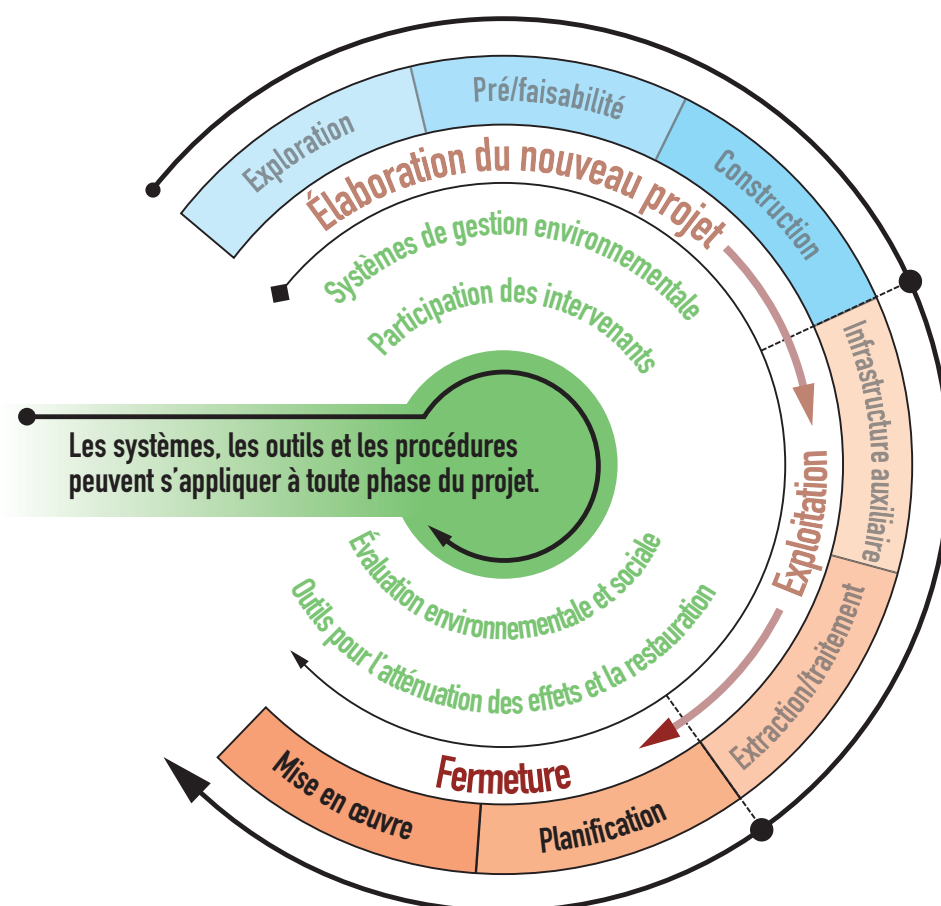 Exploration
Pré/faisabilité
Construction
Élaboration du nouveau projet
Systèmes de gestion environnementale
Participation des intervenants
Infrastructure auxiliaire
Les systèmes, les outils et les procédures
peuvent s’appliquer à toute phase du projet.
Exploitation
Évaluation environnementale et sociale
Outils pour l’atténuation des effets et la restauration
Extraction/traitement
Fermeture
Mise en œuvre
Planification